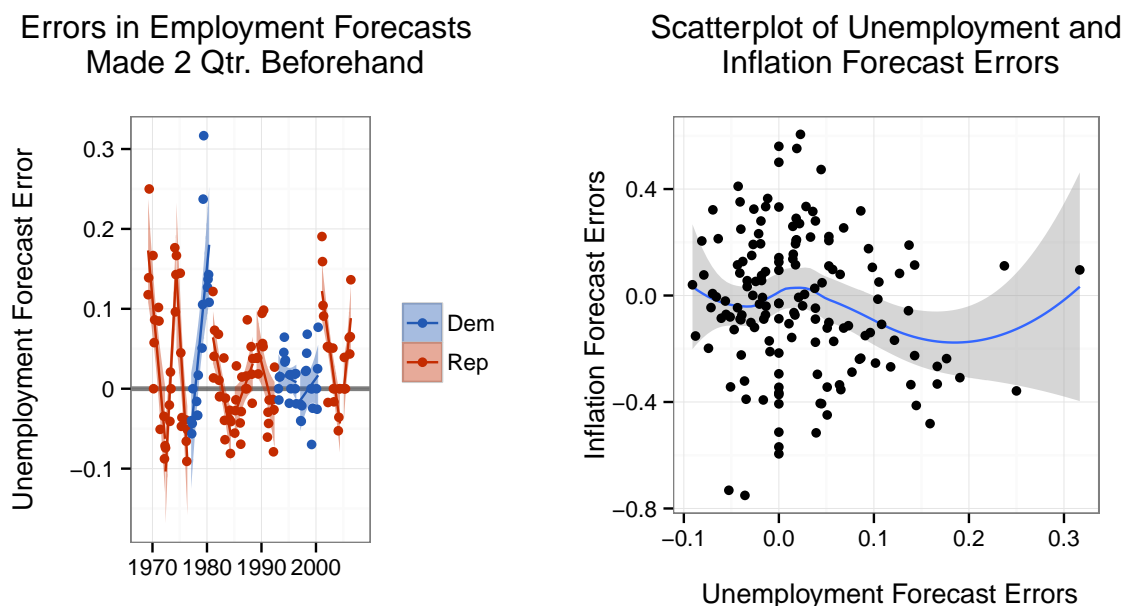 Errors in Employment Forecasts
Made 2 Qtr. Beforehand
Unemployment Forecast Error
0.3
0.2
0.1
0
−0.1
1970 1980 1990 2000
Dem
Rep
Scatterplot of Unemployment and
Inflation Forecast Errors
Inflation Forecast Errors
0.4
0.0
−0.4
−0.8
−0.1 0.0 0.1 0.2 0.3
Unemployment Forecast Errors